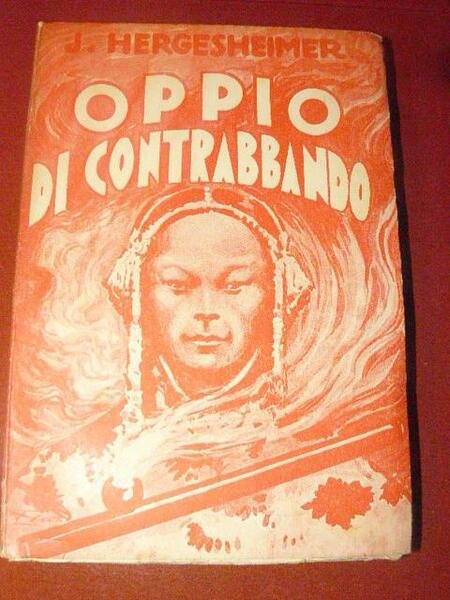 J. HERGESHEIMER
OPPIO
DI CONTRABBANDO